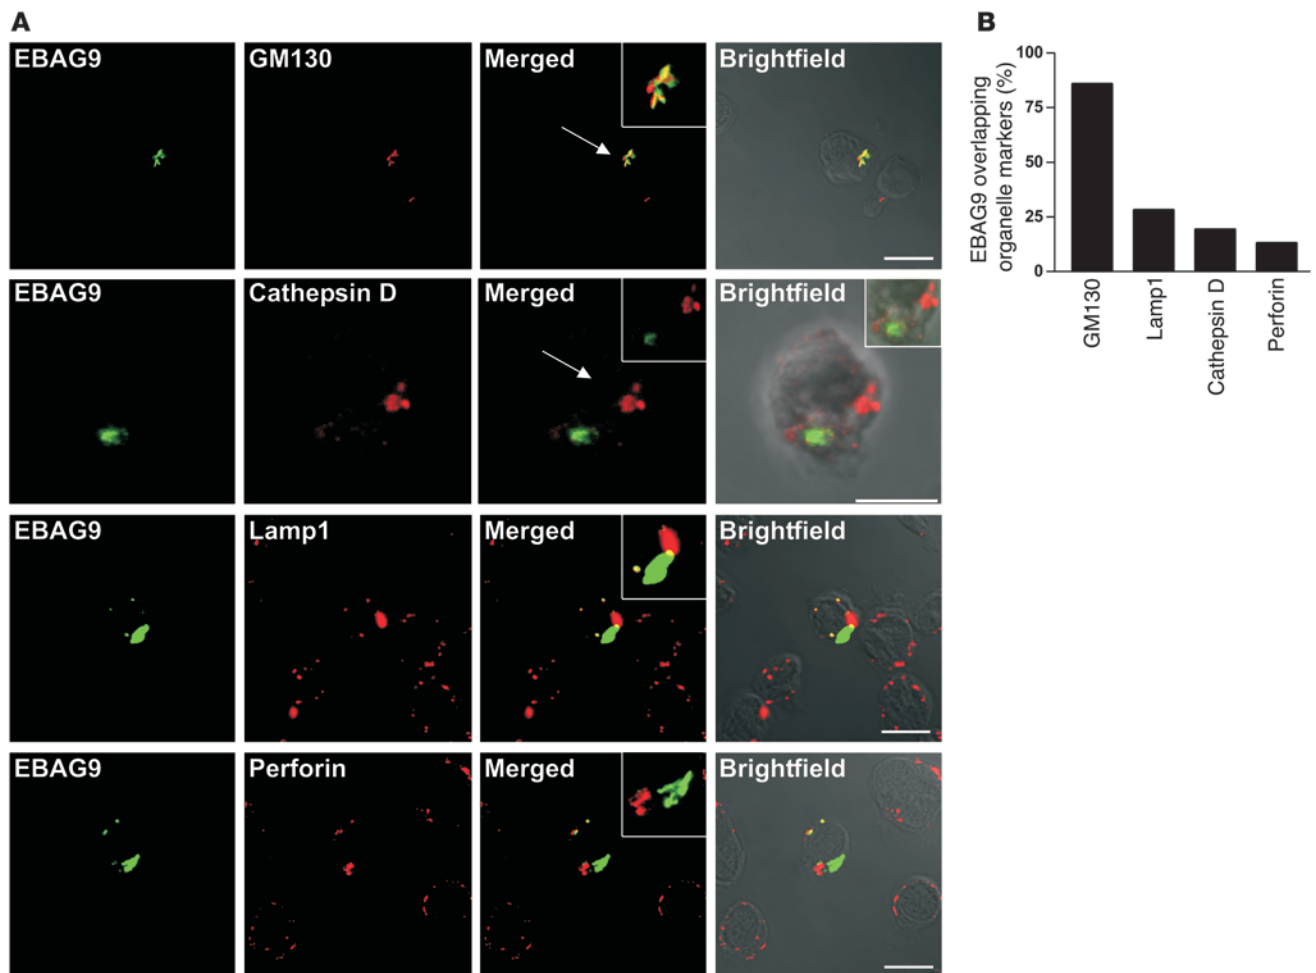 A
EBAG9
GM130
Merged
Brightfield
EBAG9
Cathepsin D
Merged
Brightfield
EBAG9
Lamp1
Merged
Brightfield
EBAG9
Perforin
Merged
Brightfield
B
EBAG9 overlapping
organelle markers (%)
100
75
50
25
0
GM130
Lamp1
Cathepsin D
Perforin